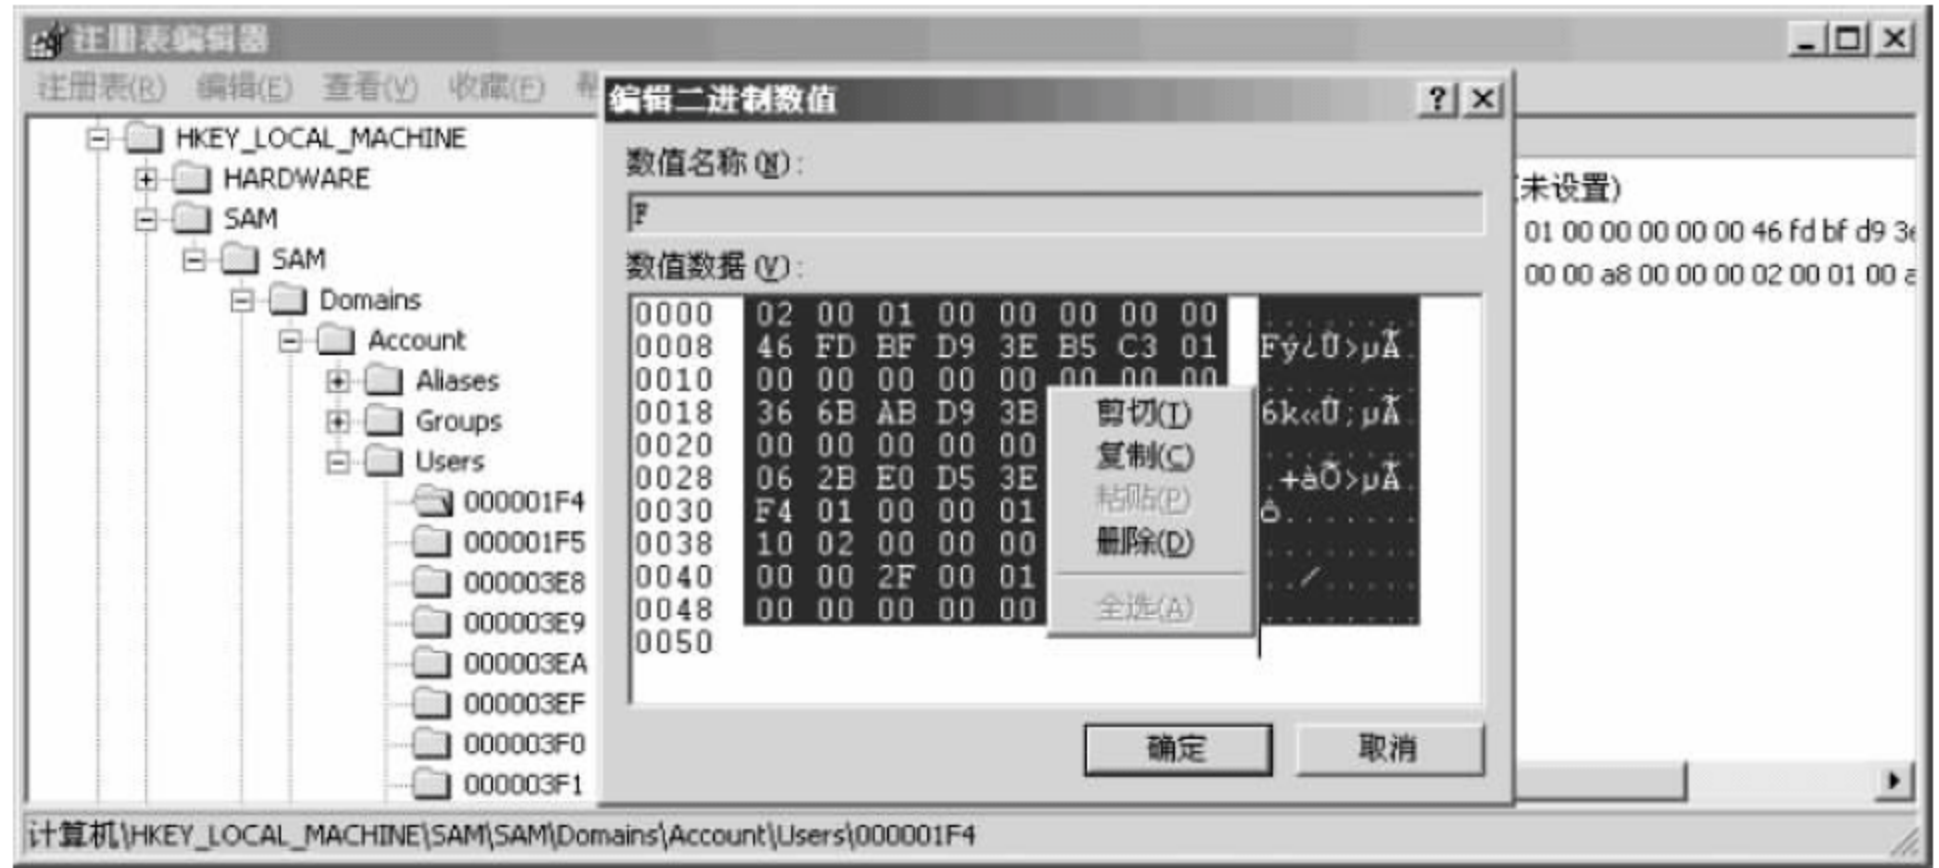 注册表编辑器
注册表(R) 编辑(E) 查看(V) 收藏(F)
HKEY_LOCAL_MACHINE
HARDWARE
SAM
SAM
Domains
Account
Aliases
Groups
Users
000001F4
000001F5
000003E8
000003E9
000003EA
000003EF
000003F0
000003F1
编辑二进制数值
数值名称(N):
F
数值数据(V):
0000 02 00 01 00 00 00 00 00 ........
0008 46 FD BF D9 3E B5 C3 01 Fý¿Ù>µÃ.
0010 00 00 00 00 00 00 00 00 ........
0018 36 6B AB D9 3B 6k«Ù;µÃ.
0020 00 00 00 00 00 ........
0028 06 2B E0 D5 3E .+àÕ>µÃ.
0030 F4 01 00 00 01 ô.......
0038 10 02 00 00 00 ........
0040 00 00 2F 00 01 ../.....
0048 00 00 00 00 00 ........
0050
剪切(T)
复制(C)
粘贴(P)
删除(D)
全选(A)
确定 取消
未设置)
01 00 00 00 00 00 46 fd bf d9 3e
00 00 a8 00 00 00 02 00 01 00 a
计算机\HKEY_LOCAL_MACHINE\SAM\SAM\Domains\Account\Users\000001F4